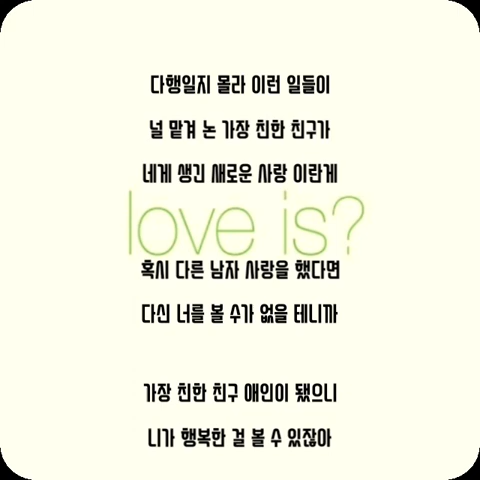 다행일지 몰라 이런 일들이
널 맡겨 논 가장 친한 친구가
네게 생긴 새로운 사랑 이란게
love is?
혹시 다른 남자 사랑을 했다면
다신 너를 볼 수가 없을 테니까
가장 친한 친구 애인이 됐으니
니가 행복한 걸 볼 수 있잖아